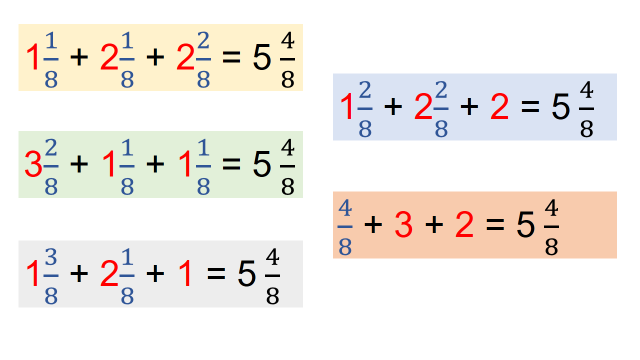 1 1/8 + 2 1/8 + 2 2/8 = 5 4/8
3 2/8 + 1 1/8 + 1 1/8 = 5 4/8
1 3/8 + 2 1/8 + 1 = 5 4/8
1 2/8 + 2 2/8 + 2 = 5 4/8
4/8 + 3 + 2 = 5 4/8